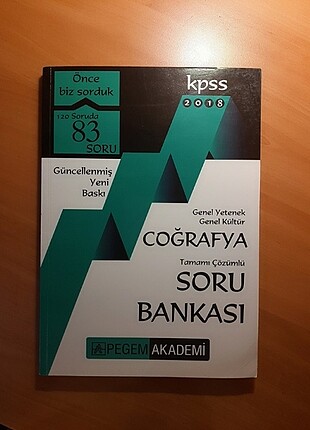 Önce
biz sorduk
120 Soruda
83
SORU
Güncellenmiş
Yeni
Baskı
kpss
2018
Genel Yetenek
Genel Kültür
COĞRAFYA
Tamamı Çözümlü
SORU
BANKASI
PEGEM AKADEMİ